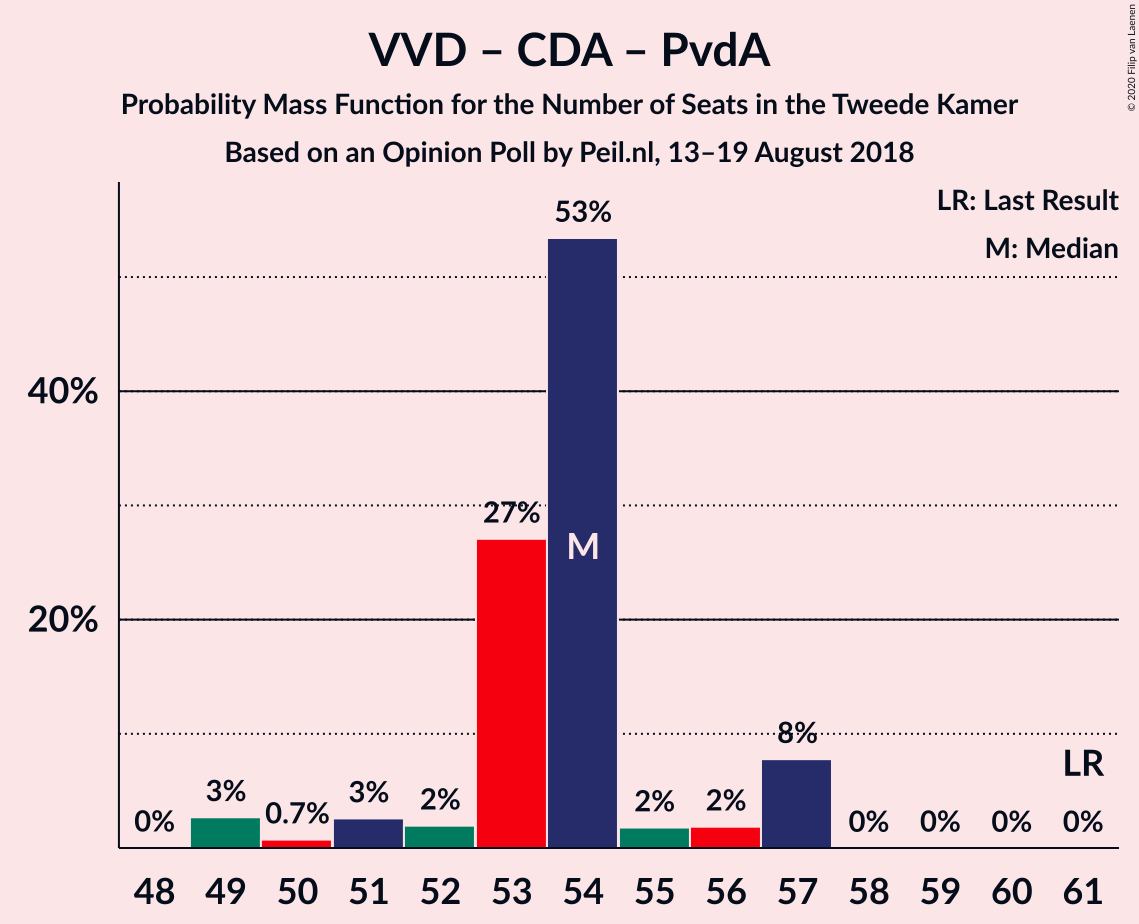 VVD – CDA – PvdA
Probability Mass Function for the Number of Seats in the Tweede Kamer
Based on an Opinion Poll by Peil.nl, 13–19 August 2018
© 2020 Filip van Laenen
LR: Last Result
M: Median
53%
40%
27%
M
20%
8%
LR
0%
3%
0.7%
3%
2%
2%
2%
0%
0%
0%
0%
48 49 50 51 52 53 54 55 56 57 58 59 60 61